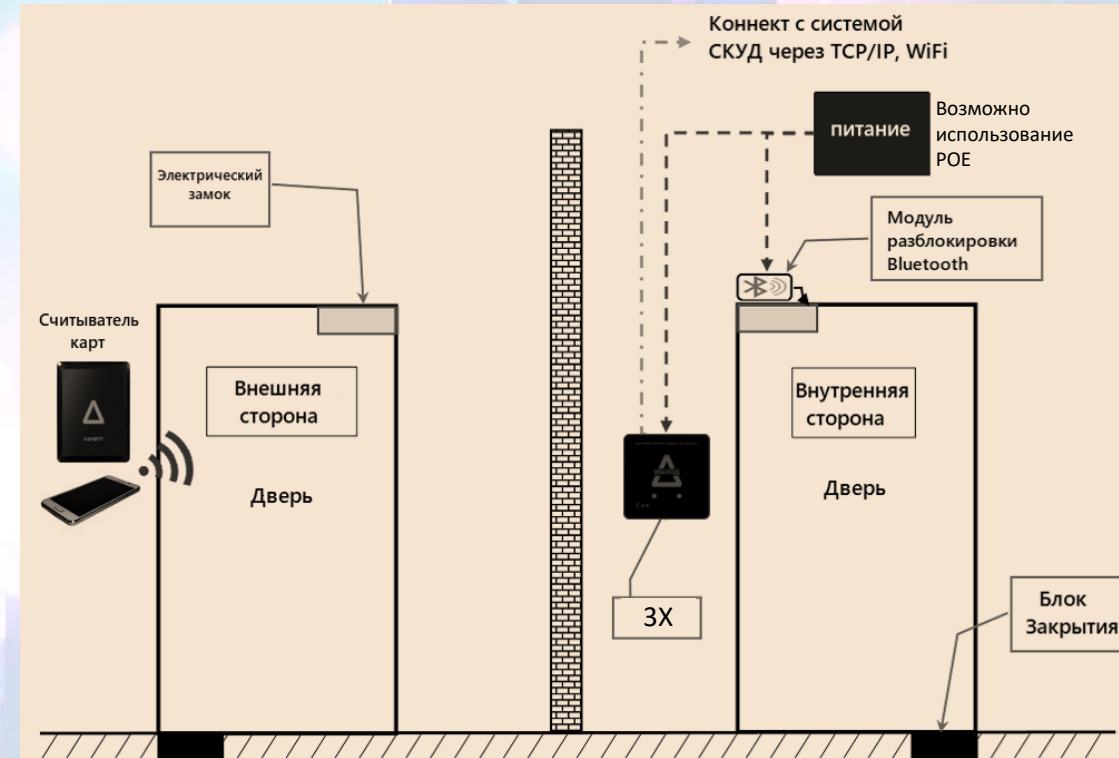 Коннект с системой
СКУД через TCP/IP, WiFi
питание
Возможно
использование
POE
Электрический
замок
Модуль
разблокировки
Bluetooth
Считыватель
карт
Внешняя
сторона
Внутренняя
сторона
Дверь
Дверь
3X
Блок
Закрытия